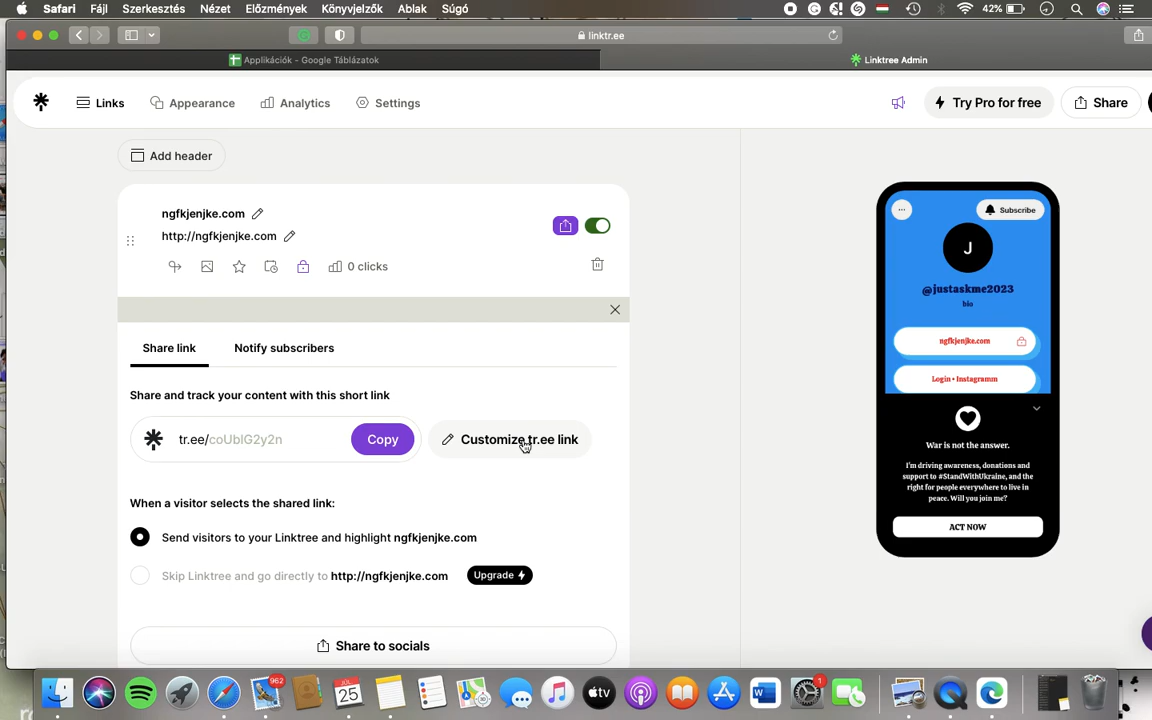 Safari Fájl Szerkesztés Nézet Előzmények Könyvjelzők Ablak Súgó 42%
linktr.ee
Applikációk - Google Táblázatok
Linktree Admin
Links Appearance Analytics Settings Try Pro for free Share
Add header
ngfkjenjke.com
http://ngfkjenjke.com
0 clicks
Share link Notify subscribers
Share and track your content with this short link
tr.ee/coUblG2y2n Copy Customize tr.ee link
When a visitor selects the shared link:
Send visitors to your Linktree and highlight ngfkjenjke.com
Skip Linktree and go directly to http://ngfkjenjke.com Upgrade
Share to socials
Subscribe
J
@justaskme2023
bio
ngfkjenjke.com
Login • Instagramm
War is not the answer.
I'm driving awareness, donations and
support to #StandWithUkraine, and the
right for people everywhere to live in
peace. Will you join me?
ACT NOW
962
JÚL
25
1